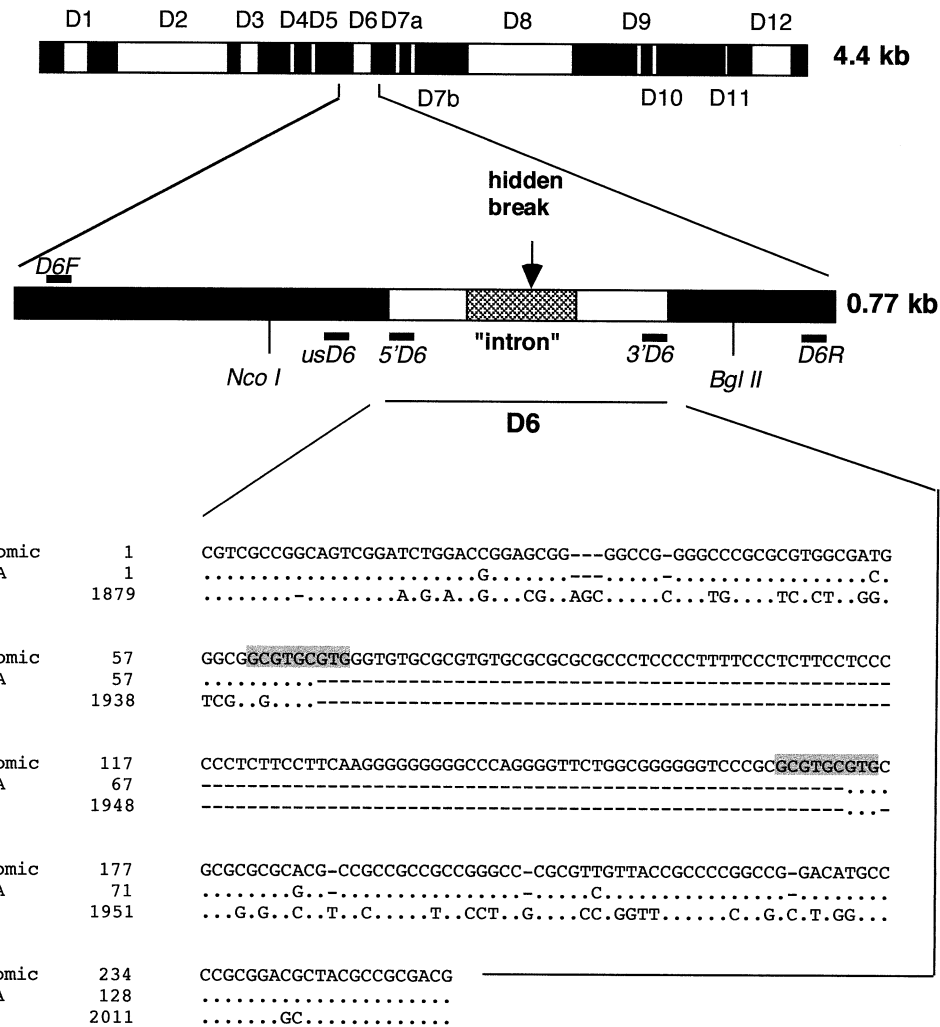 D1 D2 D3 D4 D5 D6 D7a D8 D9 D12
4.4 kb
D7b D10 D11
hidden
break
D6F
0.77 kb
usD6 5'D6 "intron" 3'D6 D6R
Nco I Bgl II
D6
omic 1 CGTCGCCGGCAGTCGGATCTGGACCGGAGCGG---GGCCG-GGGCCCGCGCGTGGCGATG
A 1 ........................G.......---.....-.................C.
1879 ........-........A.G.A..G...CG..AGC.....C...TG....TC.CT..GG.
omic 57 GGCGGCGTGCGTGGGTGTGCGCGTGTGCGCGCGCGCGCCCTCCCCTTTTCCCTCTTCCTCCC
A 57 ..........--------------------------------------------------
1938 TCG..G....--------------------------------------------------
omic 117 CCCTCTTCCTTCAAGGGGGGGGGGCCCAGGGGTTCTGGCGGGGGGTCCCGCGCGTGCGTGC
A 67 --------------------------------------------------------....
1948 --------------------------------------------------------...-
omic 177 GCGCGCGCACG-CCGCCGCCGCCGGGCC-CGCGTTGTTACCGCCCCGGCCG-GACATGCC
A 71 ........G..-................-.....C................-........
1951 ...G.G..C..T..C.....T..CCT..G....CC.GGTT......C..G.C.T.GG...
omic 234 CCGCGGACGCTACGCCGCGACG
A 128 ......................
2011 .......GC.............